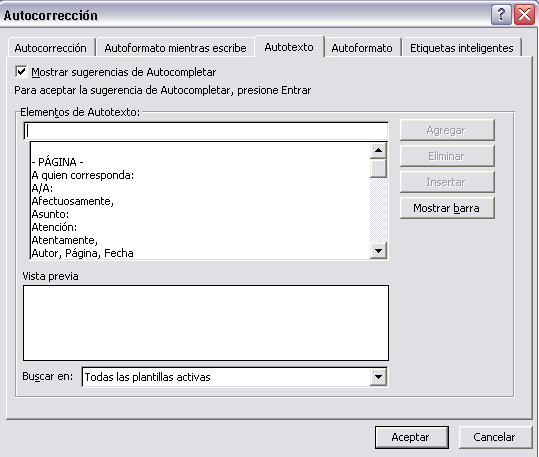 Autocorrección
Autocorrección Autoformato mientras escribe Autotexto Autoformato Etiquetas inteligentes
Mostrar sugerencias de Autocompletar
Para aceptar la sugerencia de Autocompletar, presione Entrar
Elementos de Autotexto:
Agregar
- PÁGINA -
A quien corresponda:
Eliminar
A/A:
Afectuosamente,
Insertar
Asunto:
Atención:
Mostrar barra
Atentamente,
Autor, Página, Fecha
Vista previa
Buscar en: Todas las plantillas activas
Aceptar Cancelar